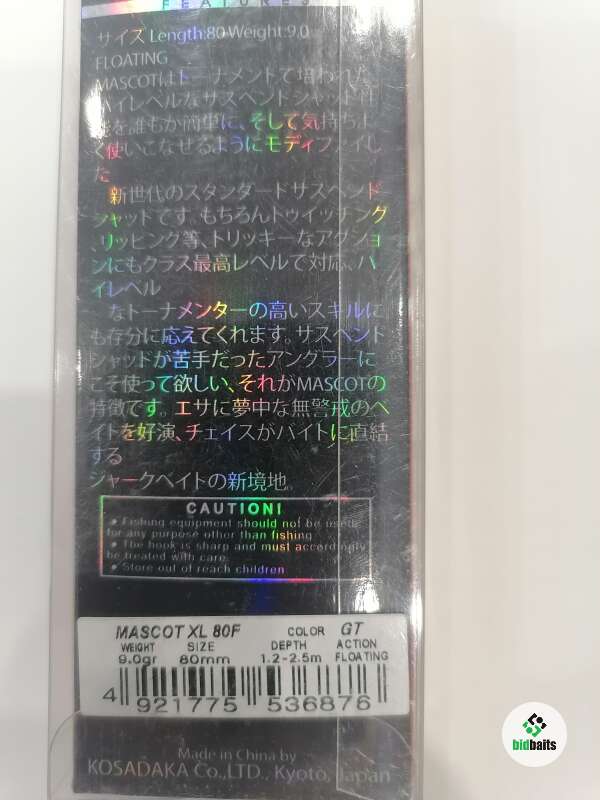 FEATURES
サイズ Length:80 Weight:9.0
FLOATING
MASCOTはトーナメントで培われた
ハイレベルなサスペンドシャッド性
能を誰もが簡単に、そして気持ちよ
く使いこなせるようにモディファイし
た
新世代のスタンダードサスペンド
シャッドです。もちろんトゥイッチング
、リッピング等、トリッキーなアクショ
ンにもクラス最高レベルで対応、ハ
イレベル
なトーナメンターの高いスキルに
も存分に応えてくれます。サスペンド
シャッドが苦手だったアングラーに
こそ使って欲しい、それがMASCOTの
特徴です。エサに夢中な無警戒のベ
イトを好演、チェイスがバイトに直結
する
ジャークベイトの新境地。
CAUTION!
● Fishing equipment should not be used
for any purpose other than fishing
● The hook is sharp and must accordingly
be treated with care.
● Store out of reach children
MASCOT XL 80F COLOR GT
WEIGHT SIZE DEPTH ACTION
9.0gr 80mm 1.2-2.5m FLOATING
4 921775 536876
Made in China by
KOSADAKA Co.,LTD., Kyoto, Japan
bidbaits